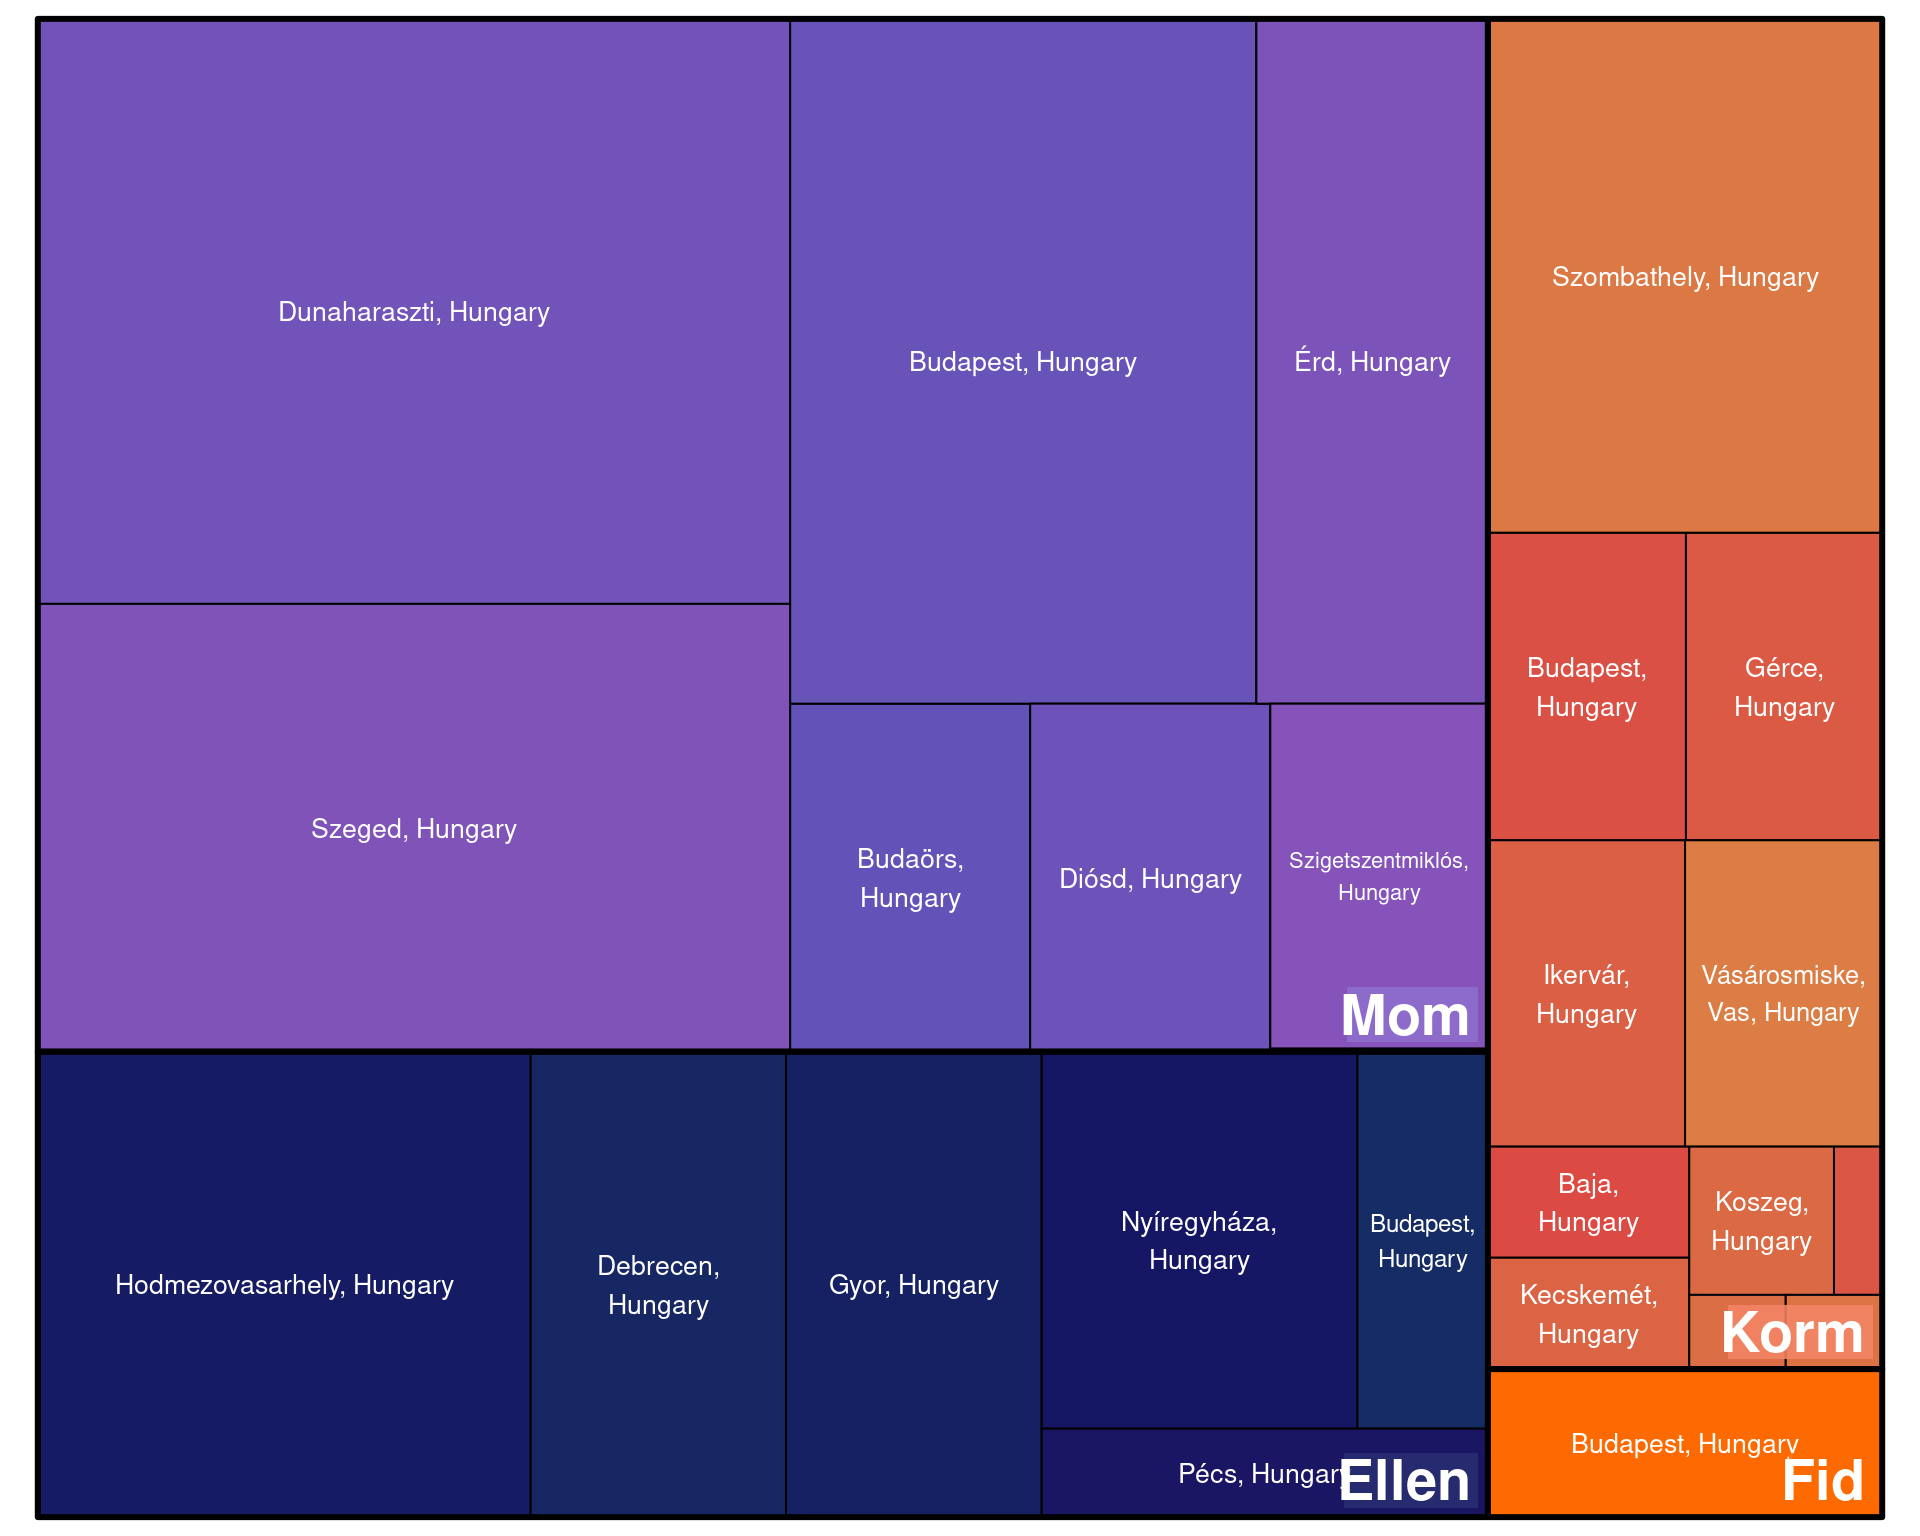 Dunaharaszti, Hungary
Budapest, Hungary
Érd, Hungary
Szeged, Hungary
Budaörs,
Hungary
Diósd, Hungary
Szigetszentmiklós,
Hungary
Mom
Hodmezovasarhely, Hungary
Debrecen,
Hungary
Gyor, Hungary
Nyíregyháza,
Hungary
Budapest,
Hungary
Pécs, Hungary
Ellen
Szombathely, Hungary
Budapest,
Hungary
Gérce,
Hungary
Ikervár,
Hungary
Vásárosmiske,
Vas, Hungary
Baja,
Hungary
Koszeg,
Hungary
Kecskemét,
Hungary
Korm
Budapest, Hungary
Fid